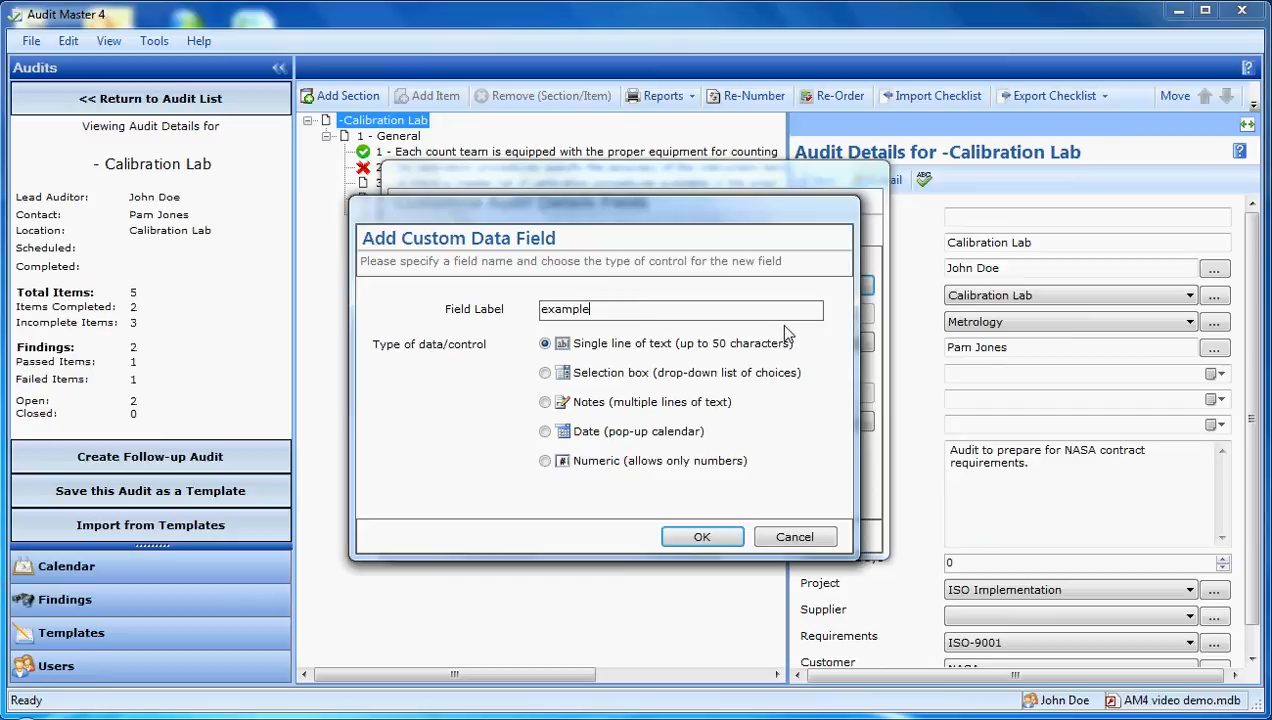 Audit Master 4
File Edit View Tools Help
Audits
<< Return to Audit List
Viewing Audit Details for
- Calibration Lab
Lead Auditor: John Doe
Contact: Pam Jones
Location: Calibration Lab
Scheduled:
Completed:
Total Items: 5
Items Completed: 2
Incomplete Items: 3
Findings: 2
Passed Items 1
Failed Items: 1
Open: 2
Closed: 0
Create Follow-up Audit
Save this Audit as a Template
Import from Templates
Calendar
Findings
Templates
Users
Add Section Add Item Remove (Section/Item) Reports Re-Number Re-Order Import Checklist Export Checklist Move
-Calibration Lab
1 - General
1 - Each count team is equipped with the proper equipment for counting
2
3
Customize Audit Details Fields
Add Custom Data Field
Please specify a field name and choose the type of control for the new field
Field Label example
Type of data/control
Single line of text (up to 50 characters)
Selection box (drop-down list of choices)
Notes (multiple lines of text)
Date (pop-up calendar)
Numeric (allows only numbers)
OK Cancel
Audit Details for -Calibration Lab
ABC
Calibration Lab
John Doe ...
Calibration Lab ...
Metrology ...
Pam Jones ...
Audit to prepare for NASA contract
requirements.
0
Project ISO Implementation ...
Supplier ...
Requirements ISO-9001 ...
Customer NASA
Ready
John Doe AM4 video demo.mdb